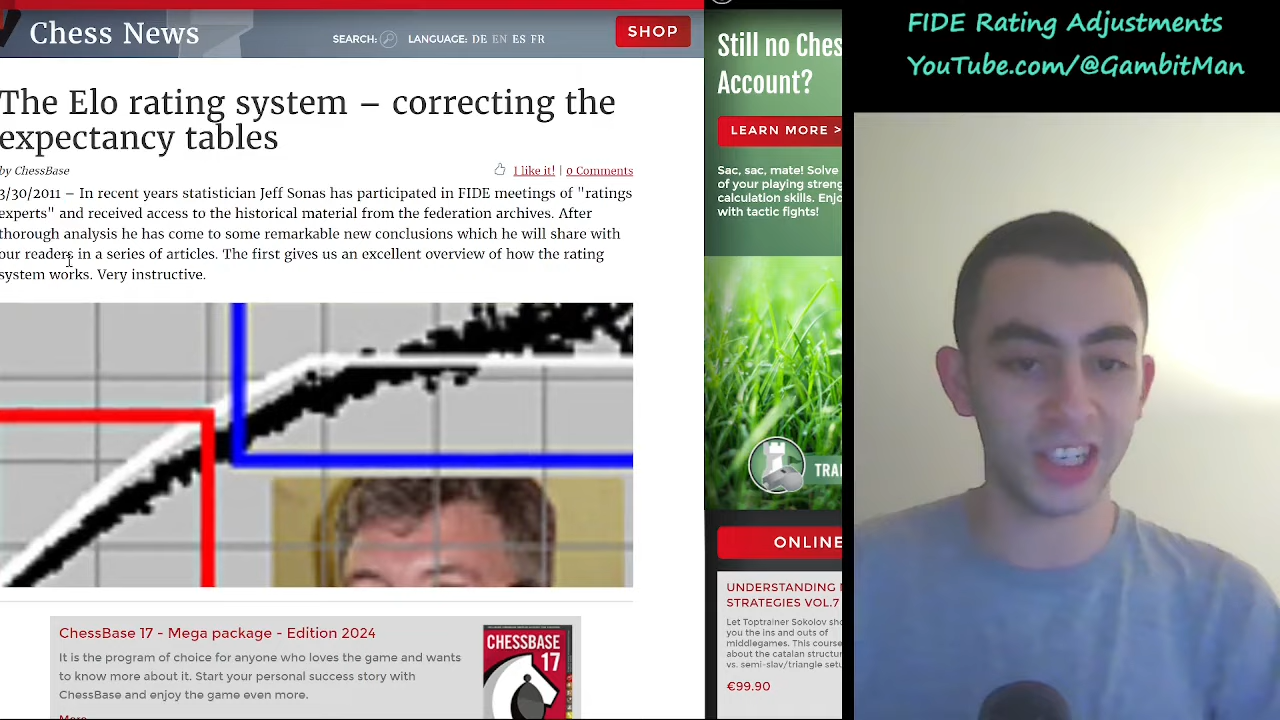 Chess News
SEARCH:
LANGUAGE: DE EN ES FR
SHOP
The Elo rating system – correcting the
expectancy tables
by ChessBase
I like it! | 0 Comments
3/30/2011 – In recent years statistician Jeff Sonas has participated in FIDE meetings of "ratings
experts" and received access to the historical material from the federation archives. After
thorough analysis he has come to some remarkable new conclusions which he will share with
our readers in a series of articles. The first gives us an excellent overview of how the rating
system works. Very instructive.
ChessBase 17 - Mega package - Edition 2024
It is the program of choice for anyone who loves the game and wants
to know more about it. Start your personal success story with
ChessBase and enjoy the game even more.
CHESSBASE
17
Still no Ches
Account?
LEARN MORE >
Sac, sac, mate! Solve
of your playing streng
calculation skills. Enjo
with tactic fights!
TRAI
ONLINE
UNDERSTANDING
STRATEGIES VOL.7
Let Toptrainer Sokolov sho
you the ins and outs of
middlegames. This course
about the catalan structur
vs. semi-slav/triangle setu
€99.90
FIDE Rating Adjustments
YouTube.com/@GambitMan